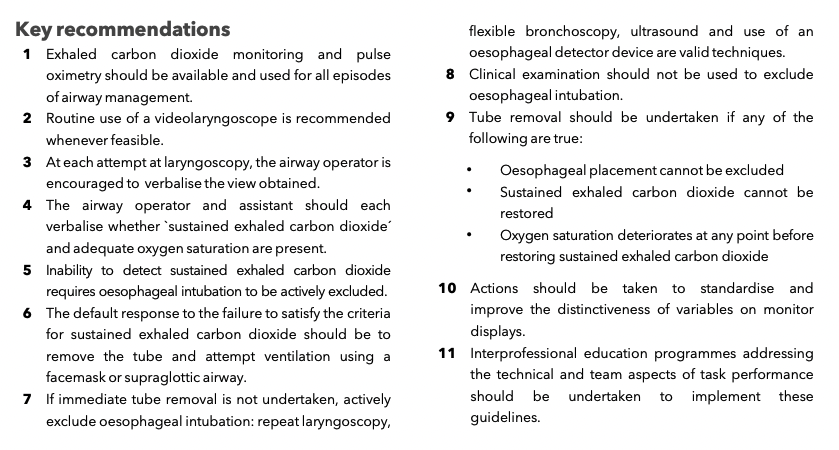 Key recommendations
1 Exhaled carbon dioxide monitoring and pulse
oximetry should be available and used for all episodes
of airway management.
2 Routine use of a videolaryngoscope is recommended
whenever feasible.
3 At each attempt at laryngoscopy, the airway operator is
encouraged to verbalise the view obtained.
4 The airway operator and assistant should each
verbalise whether `sustained exhaled carbon dioxide´
and adequate oxygen saturation are present.
5 Inability to detect sustained exhaled carbon dioxide
requires oesophageal intubation to be actively excluded.
6 The default response to the failure to satisfy the criteria
for sustained exhaled carbon dioxide should be to
remove the tube and attempt ventilation using a
facemask or supraglottic airway.
7 If immediate tube removal is not undertaken, actively
exclude oesophageal intubation: repeat laryngoscopy,
flexible bronchoscopy, ultrasound and use of an
oesophageal detector device are valid techniques.
8 Clinical examination should not be used to exclude
oesophageal intubation.
9 Tube removal should be undertaken if any of the
following are true:
• Oesophageal placement cannot be excluded
• Sustained exhaled carbon dioxide cannot be
restored
• Oxygen saturation deteriorates at any point before
restoring sustained exhaled carbon dioxide
10 Actions should be taken to standardise and
improve the distinctiveness of variables on monitor
displays.
11 Interprofessional education programmes addressing
the technical and team aspects of task performance
should be undertaken to implement these
guidelines.